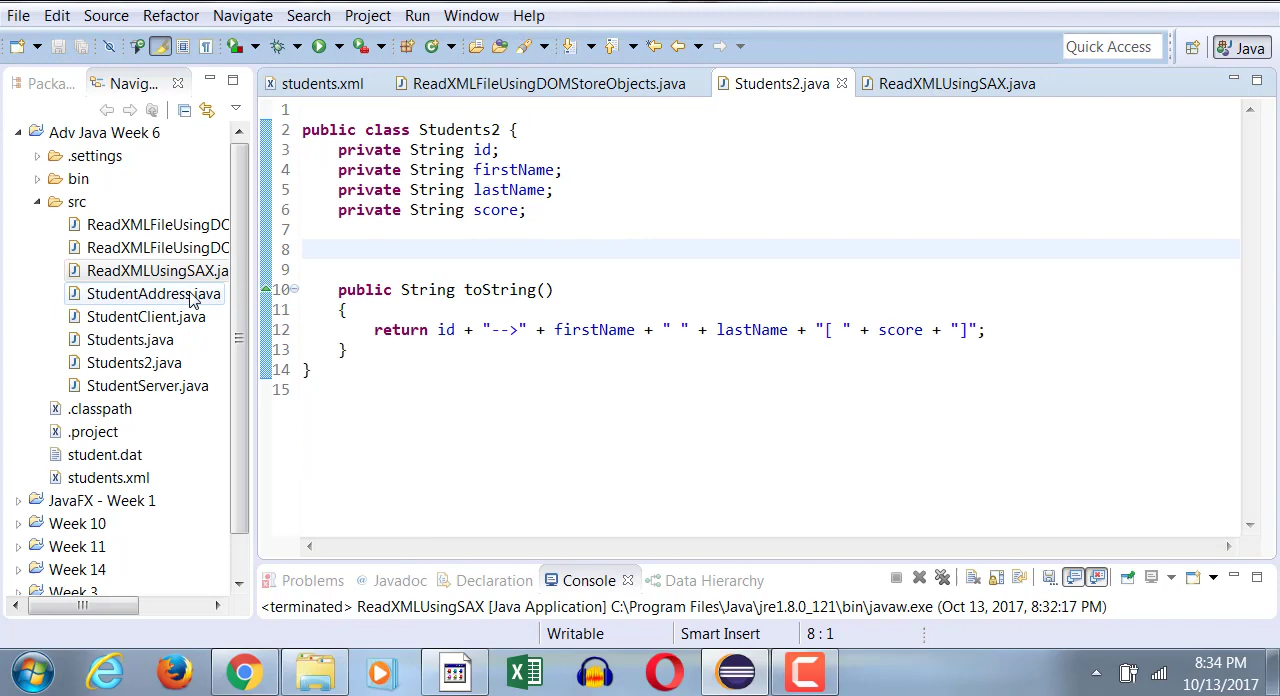 File Edit Source Refactor Navigate Search Project Run Window Help
Quick Access Java
Packa... Navig... students.xml ReadXMLFileUsingDOMStoreObjects.java Students2.java ReadXMLUsingSAX.java
Adv Java Week 6
.settings
bin
src
ReadXMLFileUsingDO
ReadXMLFileUsingDO
ReadXMLUsingSAX.ja
StudentAddress.java
StudentClient.java
Students.java
Students2.java
StudentServer.java
.classpath
.project
student.dat
students.xml
JavaFX - Week 1
Week 10
Week 11
Week 14
Week 3
1
2 public class Students2 {
3 private String id;
4 private String firstName;
5 private String lastName;
6 private String score;
7
8
9
10 public String toString()
11 {
12 return id + "-->" + firstName + " " + lastName + "[ " + score + "]";
13 }
14 }
15
Problems Javadoc Declaration Console Data Hierarchy
<terminated> ReadXMLUsingSAX [Java Application] C:\Program Files\Java\jre1.8.0_121\bin\javaw.exe (Oct 13, 2017, 8:32:17 PM)
Writable Smart Insert 8 : 1
8:34 PM
10/13/2017